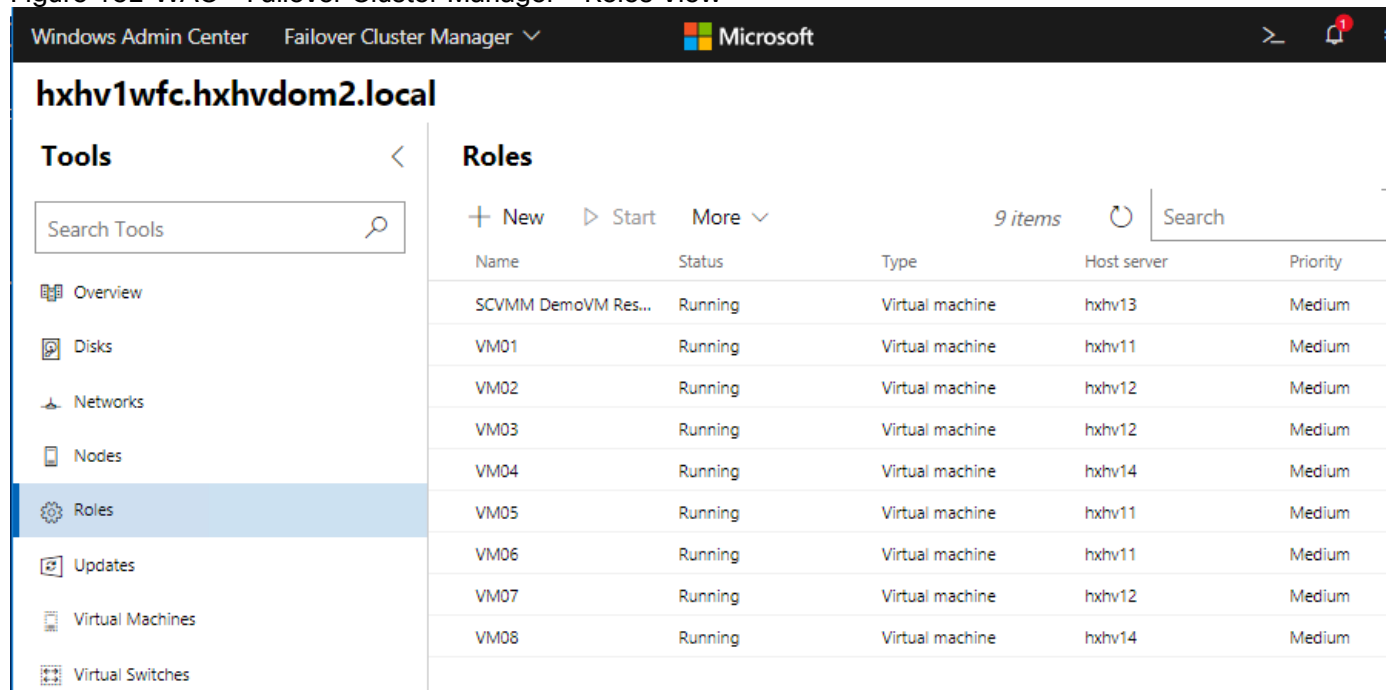 Windows Admin Center Failover Cluster Manager Microsoft 1
hxhv1wfc.hxhvdom2.local
Tools
Search Tools
Overview
Disks
Networks
Nodes
Roles
Updates
Virtual Machines
Virtual Switches
Roles
New Start More 9 items Search
Name Status Type Host server Priority
SCVMM DemoVM Res... Running Virtual machine hxhv13 Medium
VM01 Running Virtual machine hxhv11 Medium
VM02 Running Virtual machine hxhv12 Medium
VM03 Running Virtual machine hxhv12 Medium
VM04 Running Virtual machine hxhv14 Medium
VM05 Running Virtual machine hxhv11 Medium
VM06 Running Virtual machine hxhv11 Medium
VM07 Running Virtual machine hxhv12 Medium
VM08 Running Virtual machine hxhv14 Medium